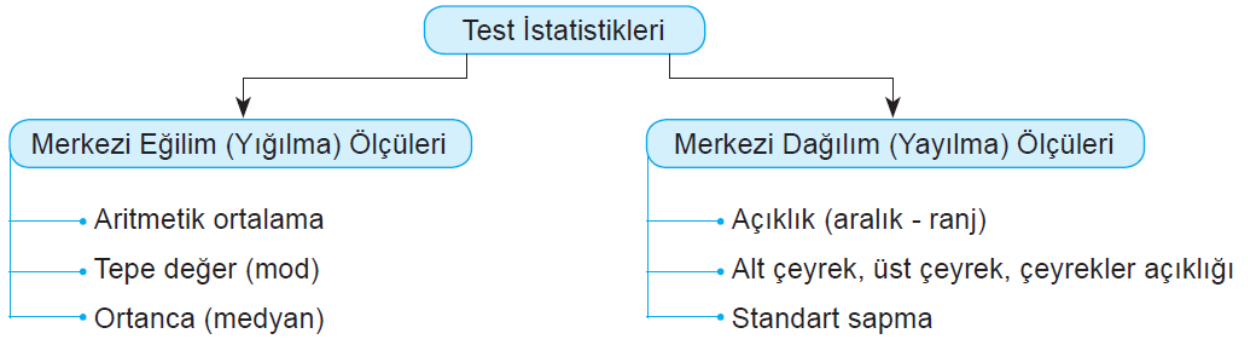 Test İstatistikleri
Merkezi Eğilim (Yığılma) Ölçüleri
Aritmetik ortalama
Tepe değer (mod)
Ortanca (medyan)
Merkezi Dağılım (Yayılma) Ölçüleri
Açıklık (aralık - ranj)
Alt çeyrek, üst çeyrek, çeyrekler açıklığı
Standart sapma